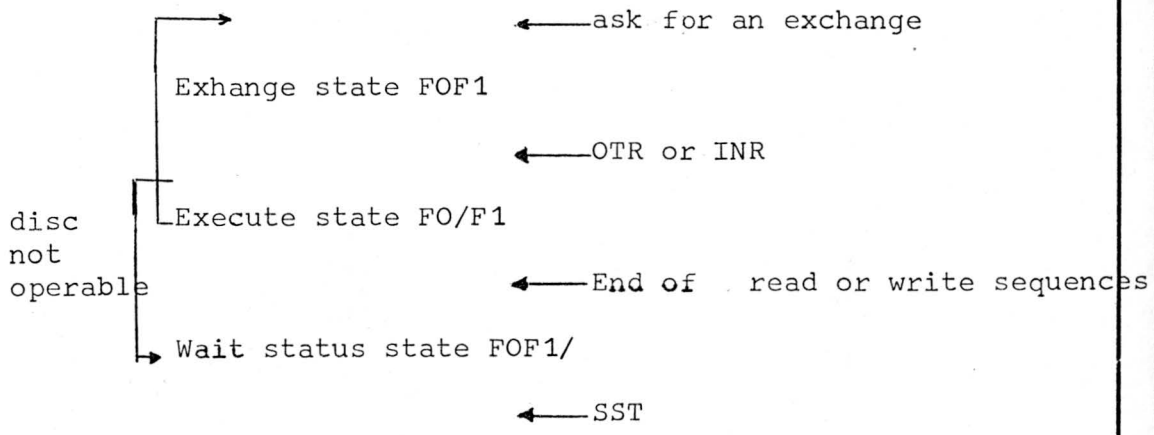 ask for an exchange
Exhange state FOF1
OTR or INR
Execute state FO/F1
disc
not
operable
End of read or write sequences
Wait status state FOF1/
SST